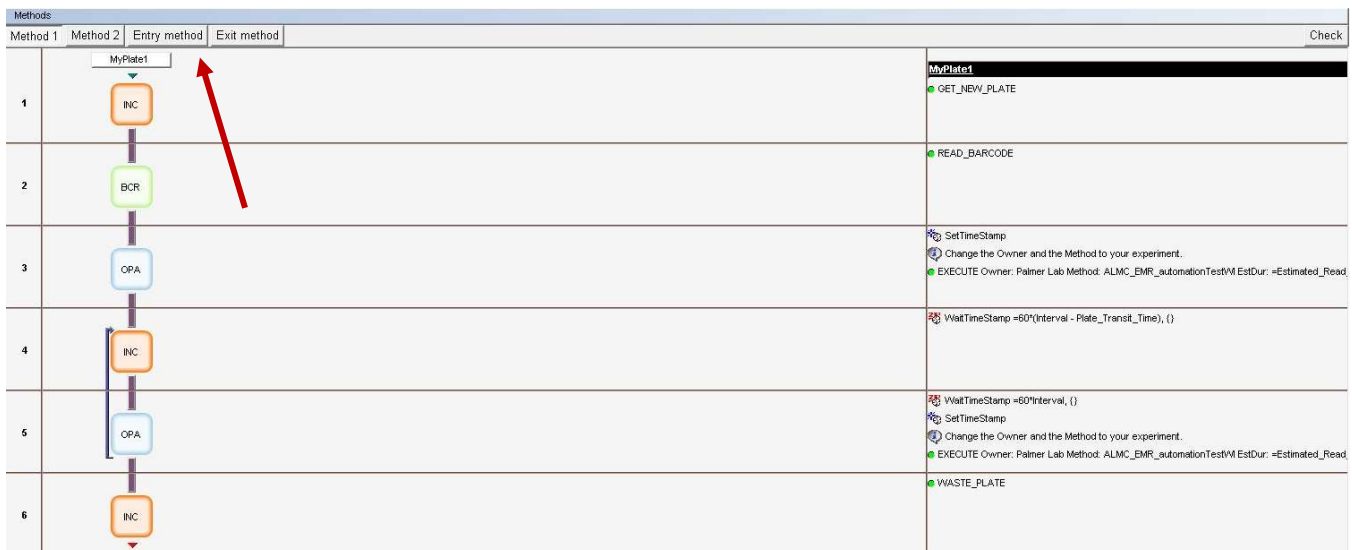 Methods
Method 1 Method 2 Entry method Exit method Check
MyPlate1
MyPlate1
1 INC GET_NEW_PLATE
2 BCR READ_BARCODE
3 OPA SetTimeStamp
Change the Owner and the Method to your experiment.
EXECUTE Owner: Palmer Lab Method: ALMC_EMR_automationTest EstDur: =Estimated_Read_
4 INC WaitTimeStamp =60*(Interval - Plate_Transit_Time), {}
5 OPA WaitTimeStamp =60*Interval, {}
SetTimeStamp
Change the Owner and the Method to your experiment.
EXECUTE Owner: Palmer Lab Method: ALMC_EMR_automationTest EstDur: =Estimated_Read_
6 INC WASTE_PLATE